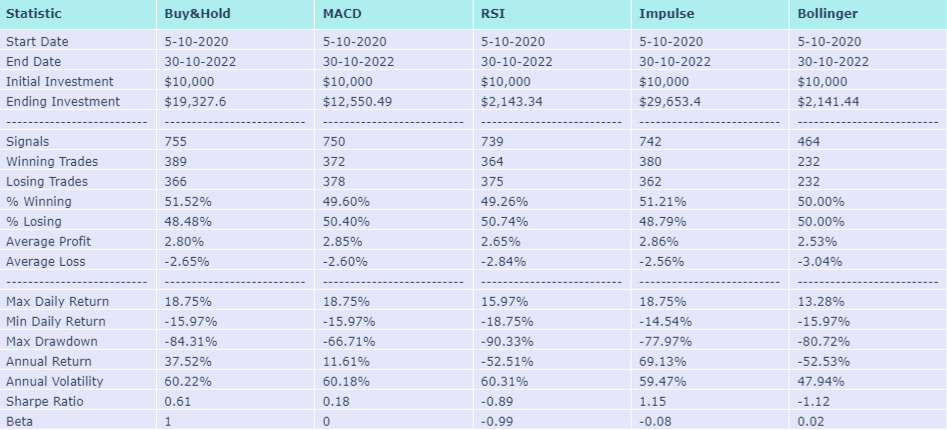 Statistic Buy&Hold MACD RSI Impulse Bollinger
Start Date 5-10-2020 5-10-2020 5-10-2020 5-10-2020 5-10-2020
End Date 30-10-2022 30-10-2022 30-10-2022 30-10-2022 30-10-2022
Initial Investment $10,000 $10,000 $10,000 $10,000 $10,000
Ending Investment $19,327.6 $12,550.49 $2,143.34 $29,653.4 $2,141.44
------------------------ ------------------------ ------------------------ ------------------------ ------------------------ ------------------------
Signals 755 750 739 742 464
Winning Trades 389 372 364 380 232
Losing Trades 366 378 375 362 232
% Winning 51.52% 49.60% 49.26% 51.21% 50.00%
% Losing 48.48% 50.40% 50.74% 48.79% 50.00%
Average Profit 2.80% 2.85% 2.65% 2.86% 2.53%
Average Loss -2.65% -2.60% -2.84% -2.56% -3.04%
------------------------ ------------------------ ------------------------ ------------------------ ------------------------ ------------------------
Max Daily Return 18.75% 18.75% 15.97% 18.75% 13.28%
Min Daily Return -15.97% -15.97% -18.75% -14.54% -15.97%
Max Drawdown -84.31% -66.71% -90.33% -77.97% -80.72%
Annual Return 37.52% 11.61% -52.51% 69.13% -52.53%
Annual Volatility 60.22% 60.18% 60.31% 59.47% 47.94%
Sharpe Ratio 0.61 0.18 -0.89 1.15 -1.12
Beta 1 0 -0.99 -0.08 0.02